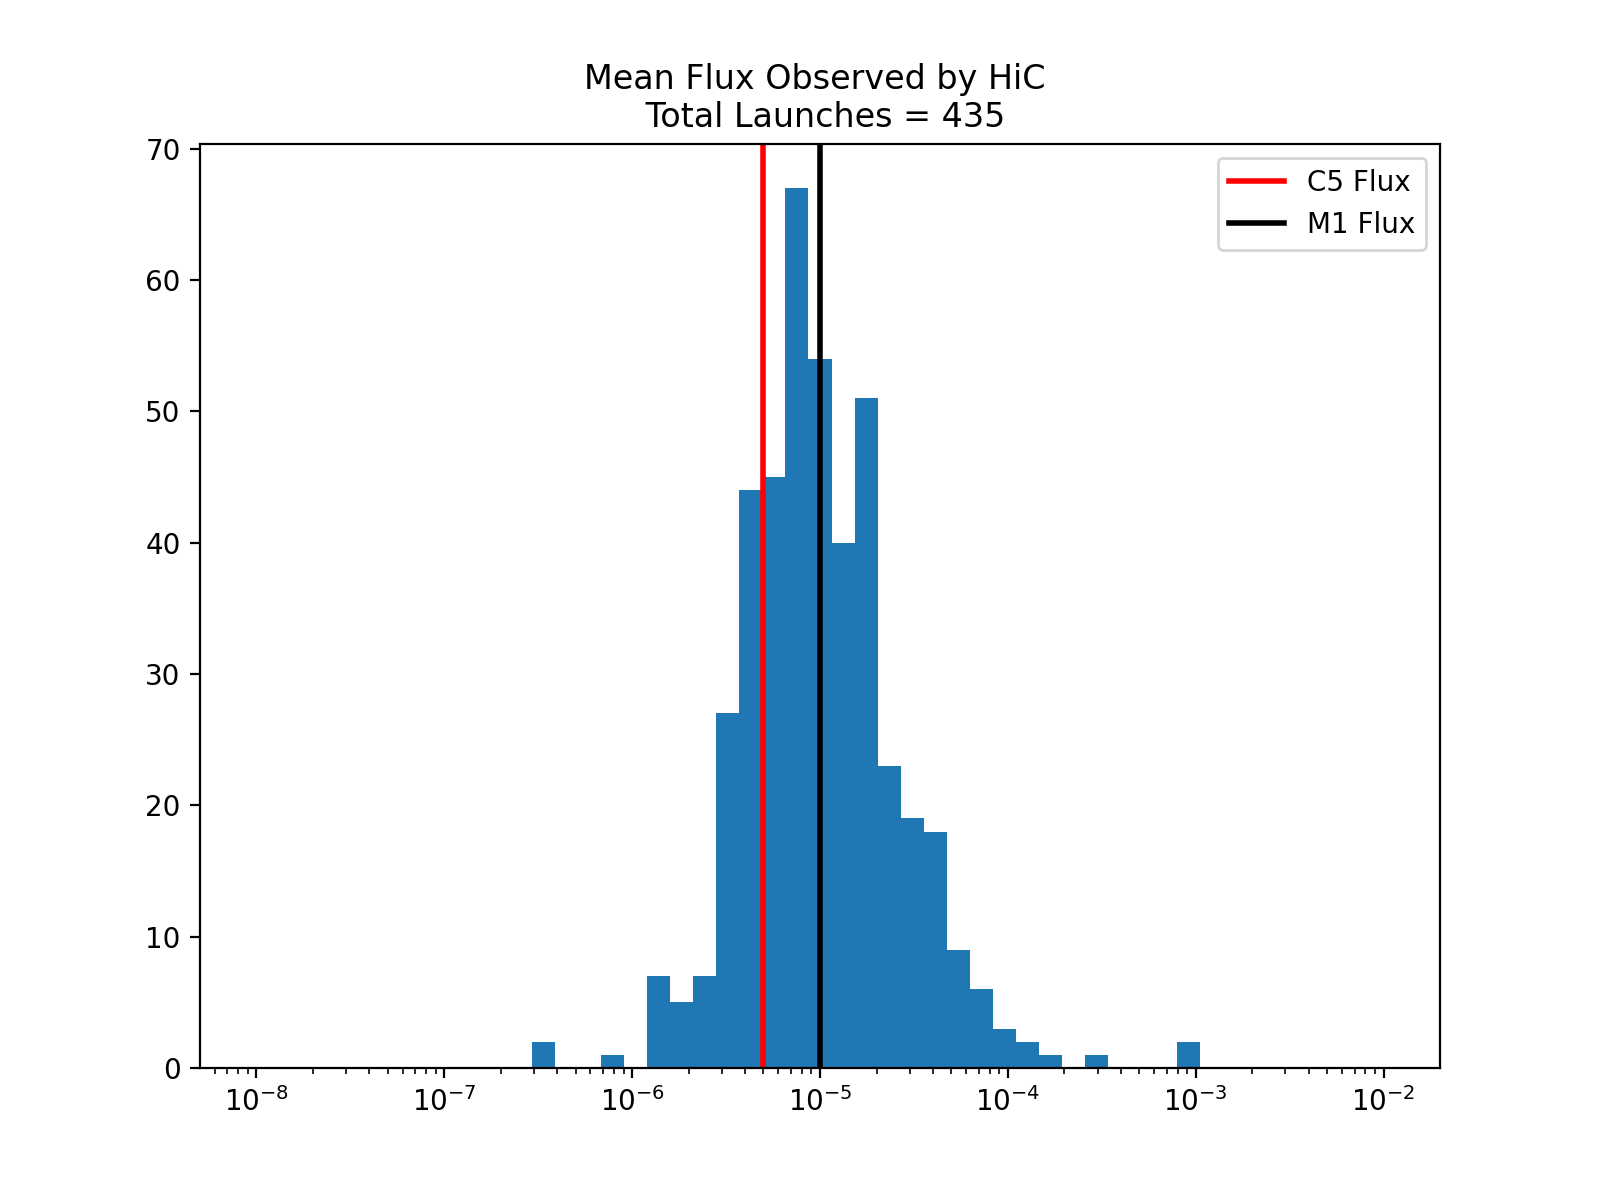 Mean Flux Observed by HiC
Total Launches = 435
C5 Flux
M1 Flux
70
60
50
40
30
20
10
0
10⁻⁸ 10⁻⁷ 10⁻⁶ 10⁻⁵ 10⁻⁴ 10⁻³ 10⁻²